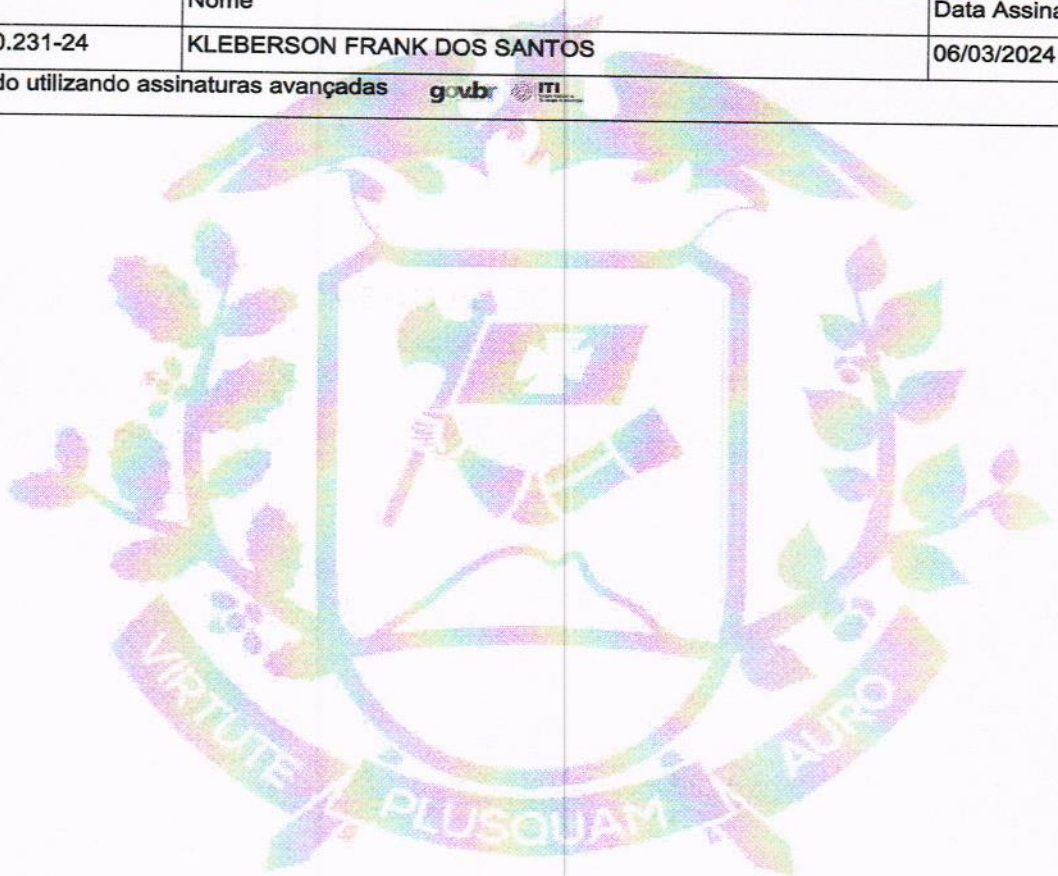 Nome Data Assina
0.231-24 KLEBERSON FRANK DOS SANTOS 06/03/2024
do utilizando assinaturas avançadas gov.br ITI
VIRTUTE PLUSQUAM AURO